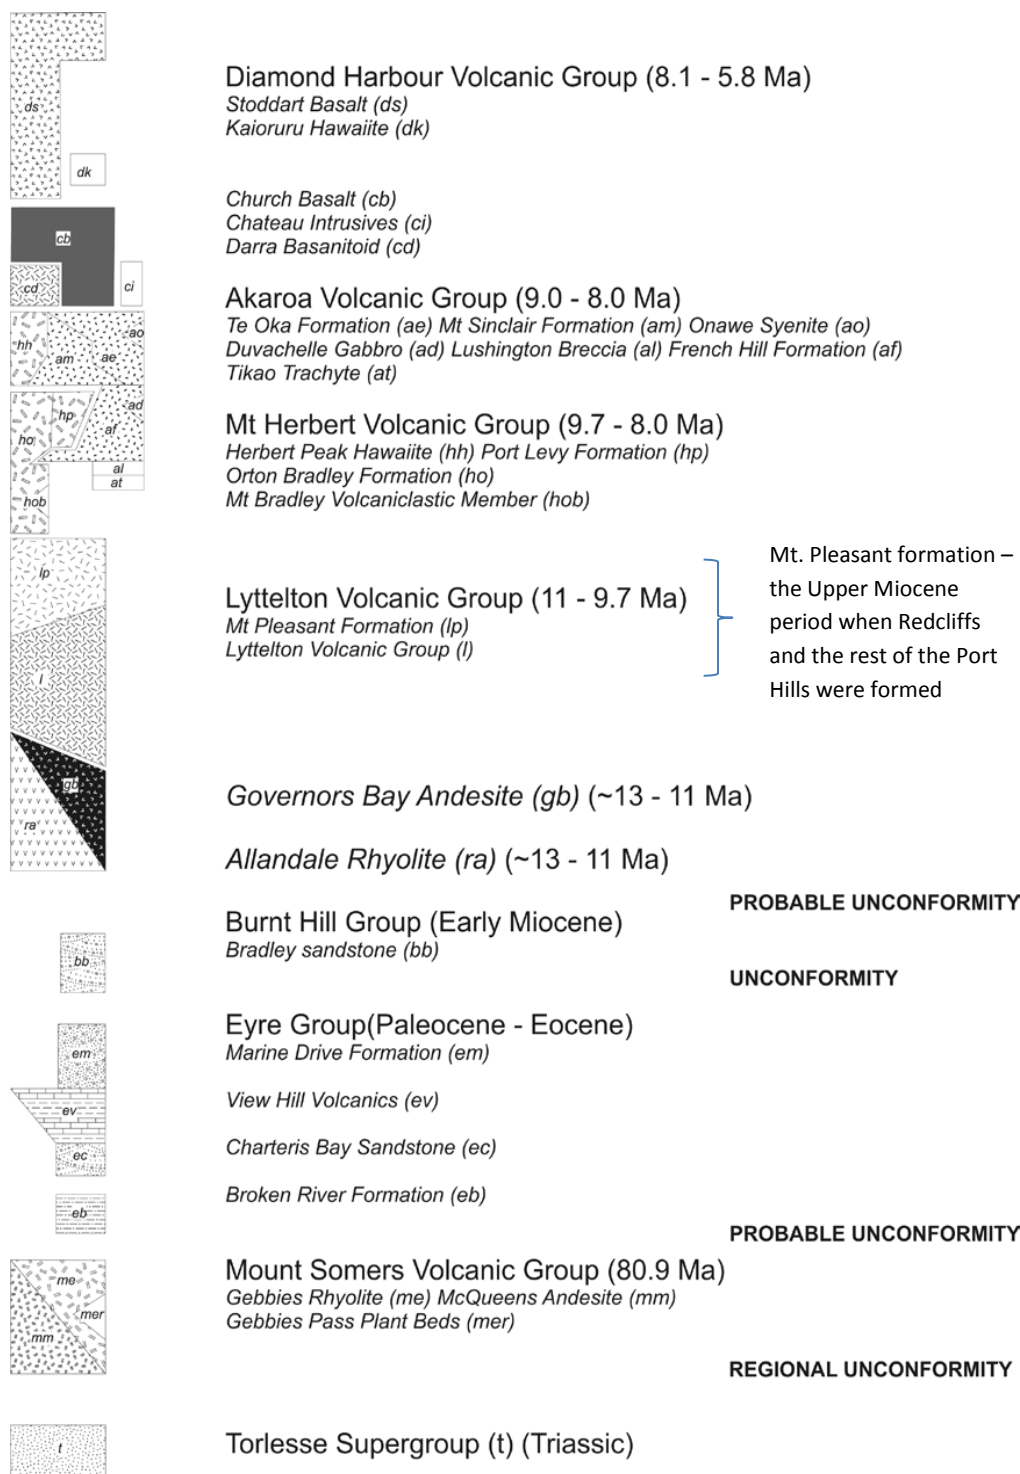 ds
dk
cb
cd
ci
hh
am
ae
ao
ho
hp
af
ad
al
at
hob
lp
l
gb
ra
bb
em
ev
ec
eb
me
mer
mm
t
Diamond Harbour Volcanic Group (8.1 - 5.8 Ma)
Stoddart Basalt (ds)
Kaioruru Hawaiite (dk)
Church Basalt (cb)
Chateau Intrusives (ci)
Darra Basanitoid (cd)
Akaroa Volcanic Group (9.0 - 8.0 Ma)
Te Oka Formation (ae) Mt Sinclair Formation (am) Onawe Syenite (ao)
Duvachelle Gabbro (ad) Lushington Breccia (al) French Hill Formation (af)
Tikao Trachyte (at)
Mt Herbert Volcanic Group (9.7 - 8.0 Ma)
Herbert Peak Hawaiite (hh) Port Levy Formation (hp)
Orton Bradley Formation (ho)
Mt Bradley Volcaniclastic Member (hob)
Lyttelton Volcanic Group (11 - 9.7 Ma)
Mt Pleasant Formation (lp)
Lyttelton Volcanic Group (l)
Mt. Pleasant formation –
the Upper Miocene
period when Redcliffs
and the rest of the Port
Hills were formed
Governors Bay Andesite (gb) (~13 - 11 Ma)
Allandale Rhyolite (ra) (~13 - 11 Ma)
PROBABLE UNCONFORMITY
Burnt Hill Group (Early Miocene)
Bradley sandstone (bb)
UNCONFORMITY
Eyre Group(Paleocene - Eocene)
Marine Drive Formation (em)
View Hill Volcanics (ev)
Charteris Bay Sandstone (ec)
Broken River Formation (eb)
PROBABLE UNCONFORMITY
Mount Somers Volcanic Group (80.9 Ma)
Gebbies Rhyolite (me) McQueens Andesite (mm)
Gebbies Pass Plant Beds (mer)
REGIONAL UNCONFORMITY
Torlesse Supergroup (t) (Triassic)